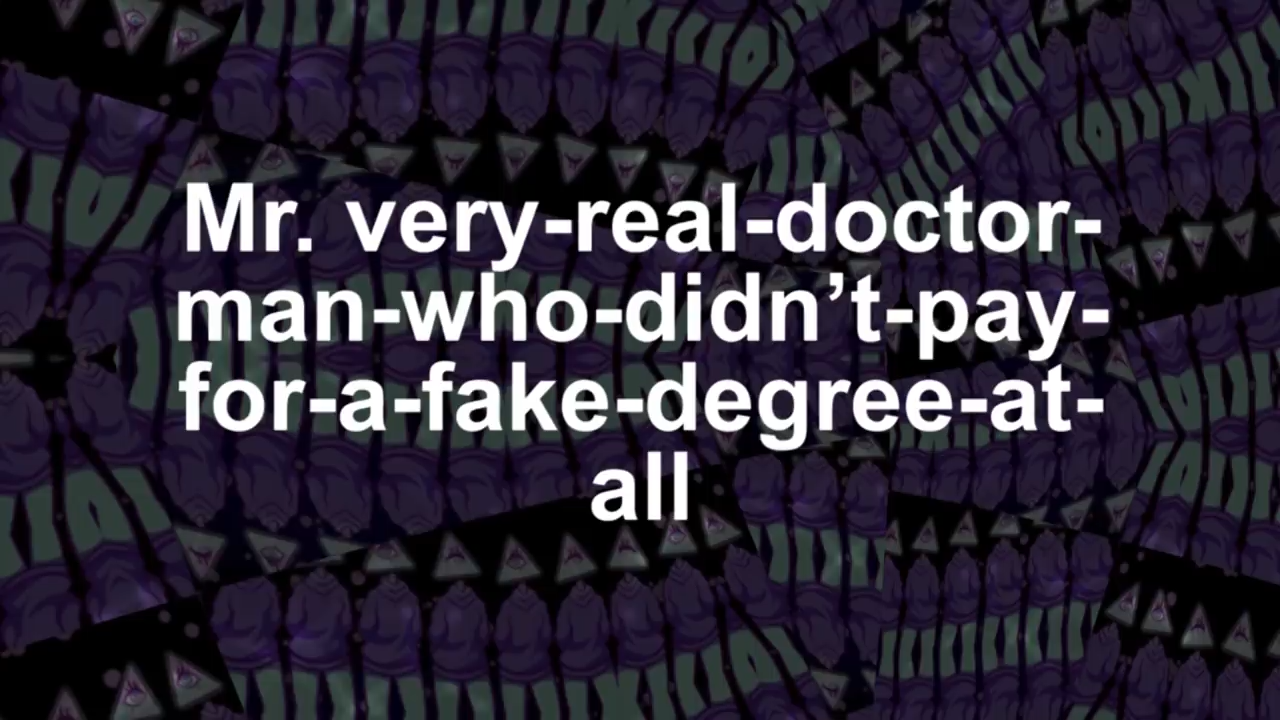 Mr. very-real-doctor-
man-who-didn’t-pay-
for-a-fake-degree-at-
all